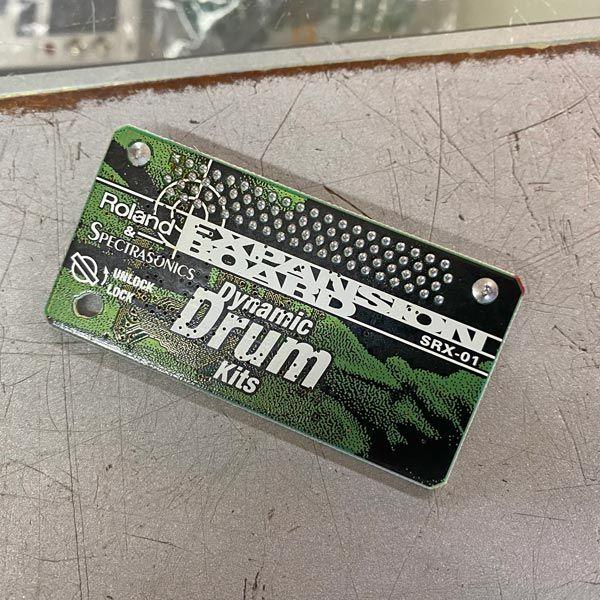 Roland
&
SPECTRASONICS
UNLOCK
LOCK
EXPANSION
BOARD
SRX-01
Dynamic
Drum
Kits